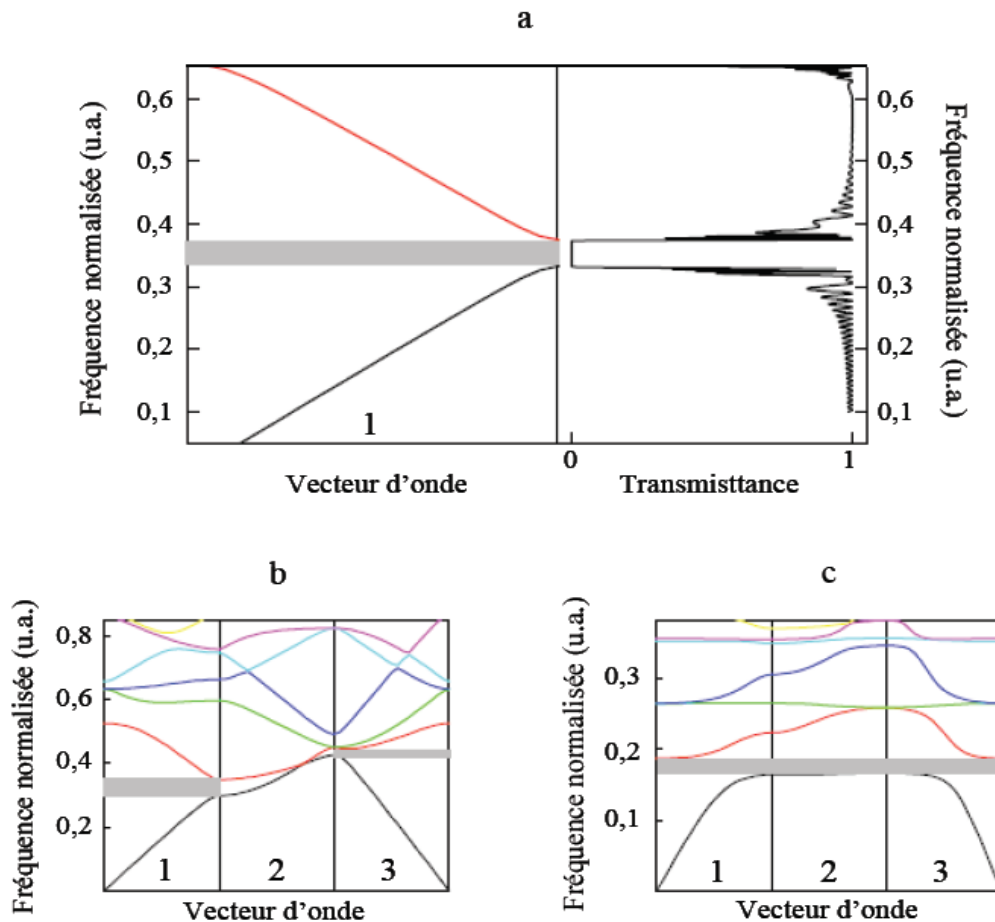 a
Fréquence normalisée (u.a.)
0,6
0,5
0,4
0,3
0,2
0,1
1
Vecteur d’onde
0
1
Transmisttance
0,6
0,5
0,4
0,3
0,2
0,1
Fréquence normalisée (u.a.)
b
Fréquence normalisée (u.a.)
0,8
0,6
0,4
0,2
1 2 3
Vecteur d’onde
c
Fréquence normalisée (u.a.)
0,3
0,2
0,1
1 2 3
Vecteur d’onde